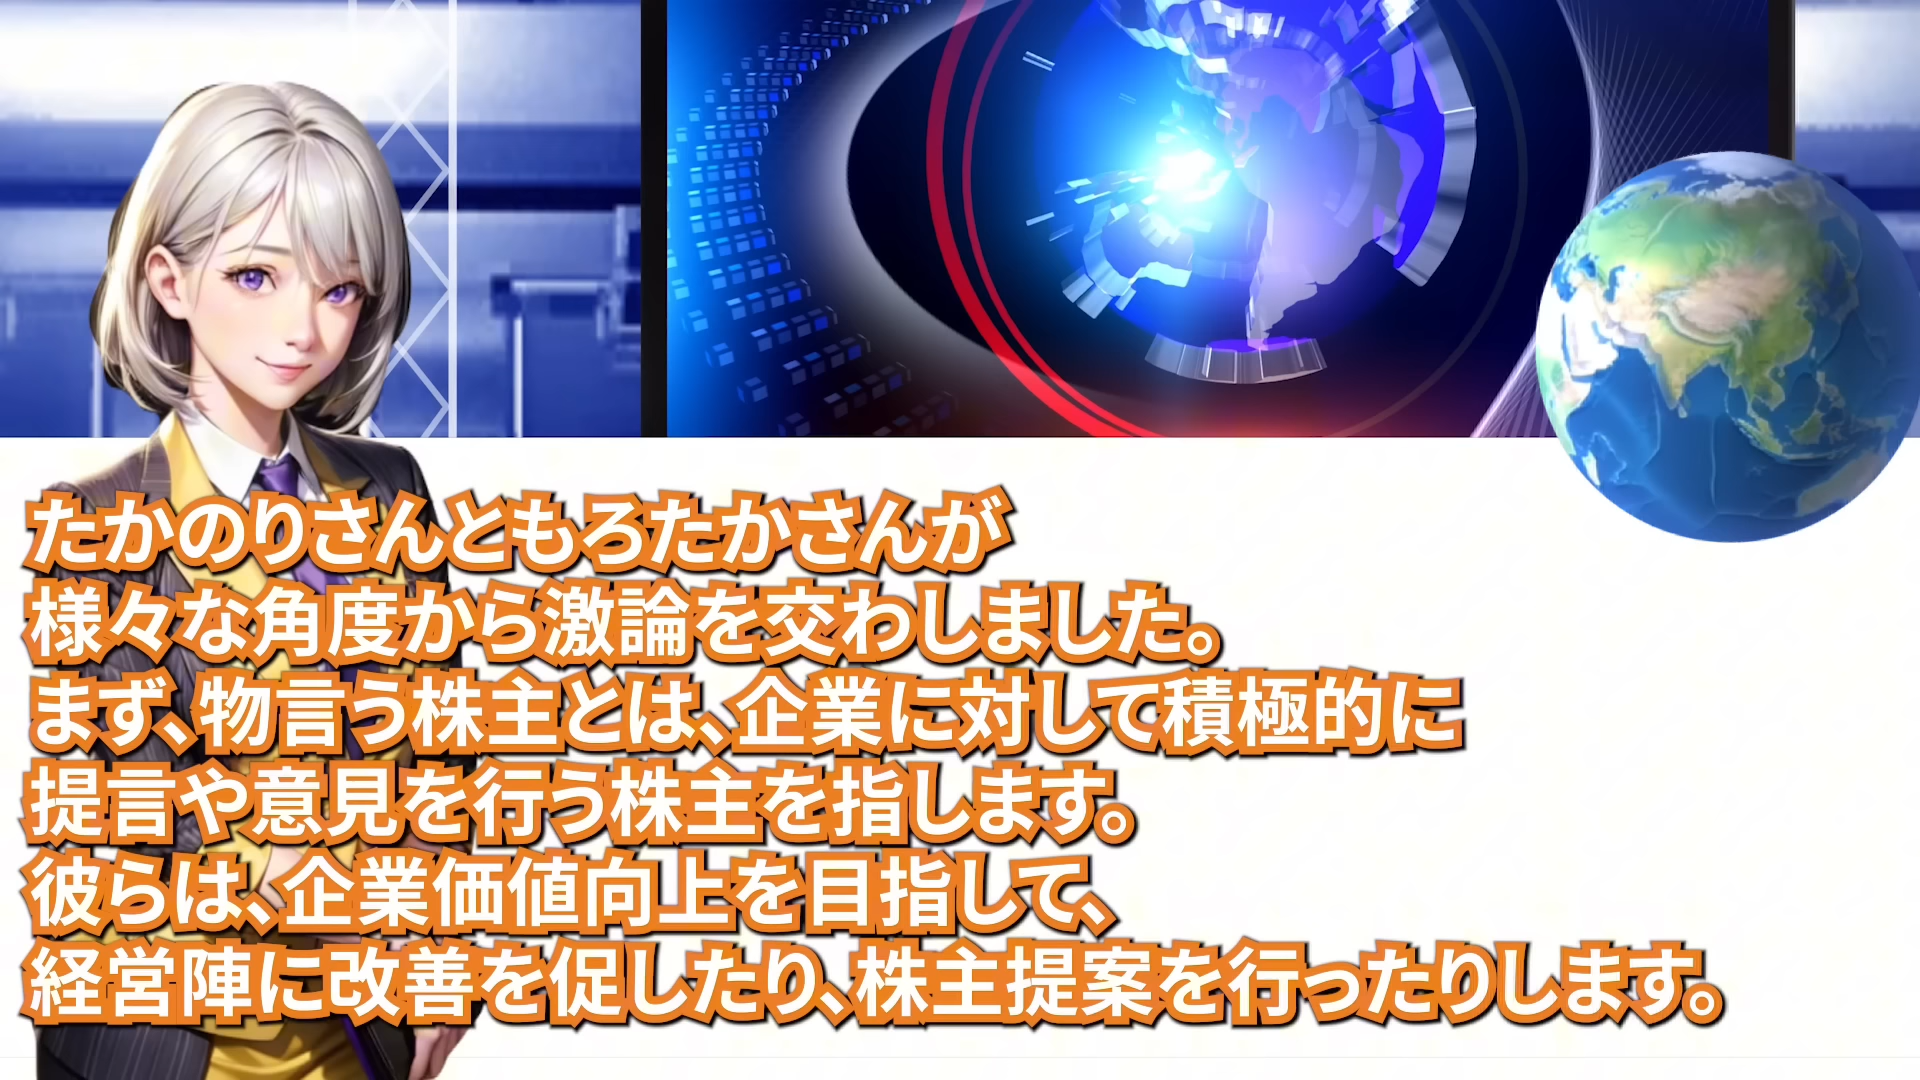 たかのりさんともろたかさんが
様々な角度から激論を交わしました。
まず、物言う株主とは、企業に対して積極的に
提言や意見を行う株主を指します。
彼らは、企業価値向上を目指して、
経営陣に改善を促したり、株主提案を行ったりします。